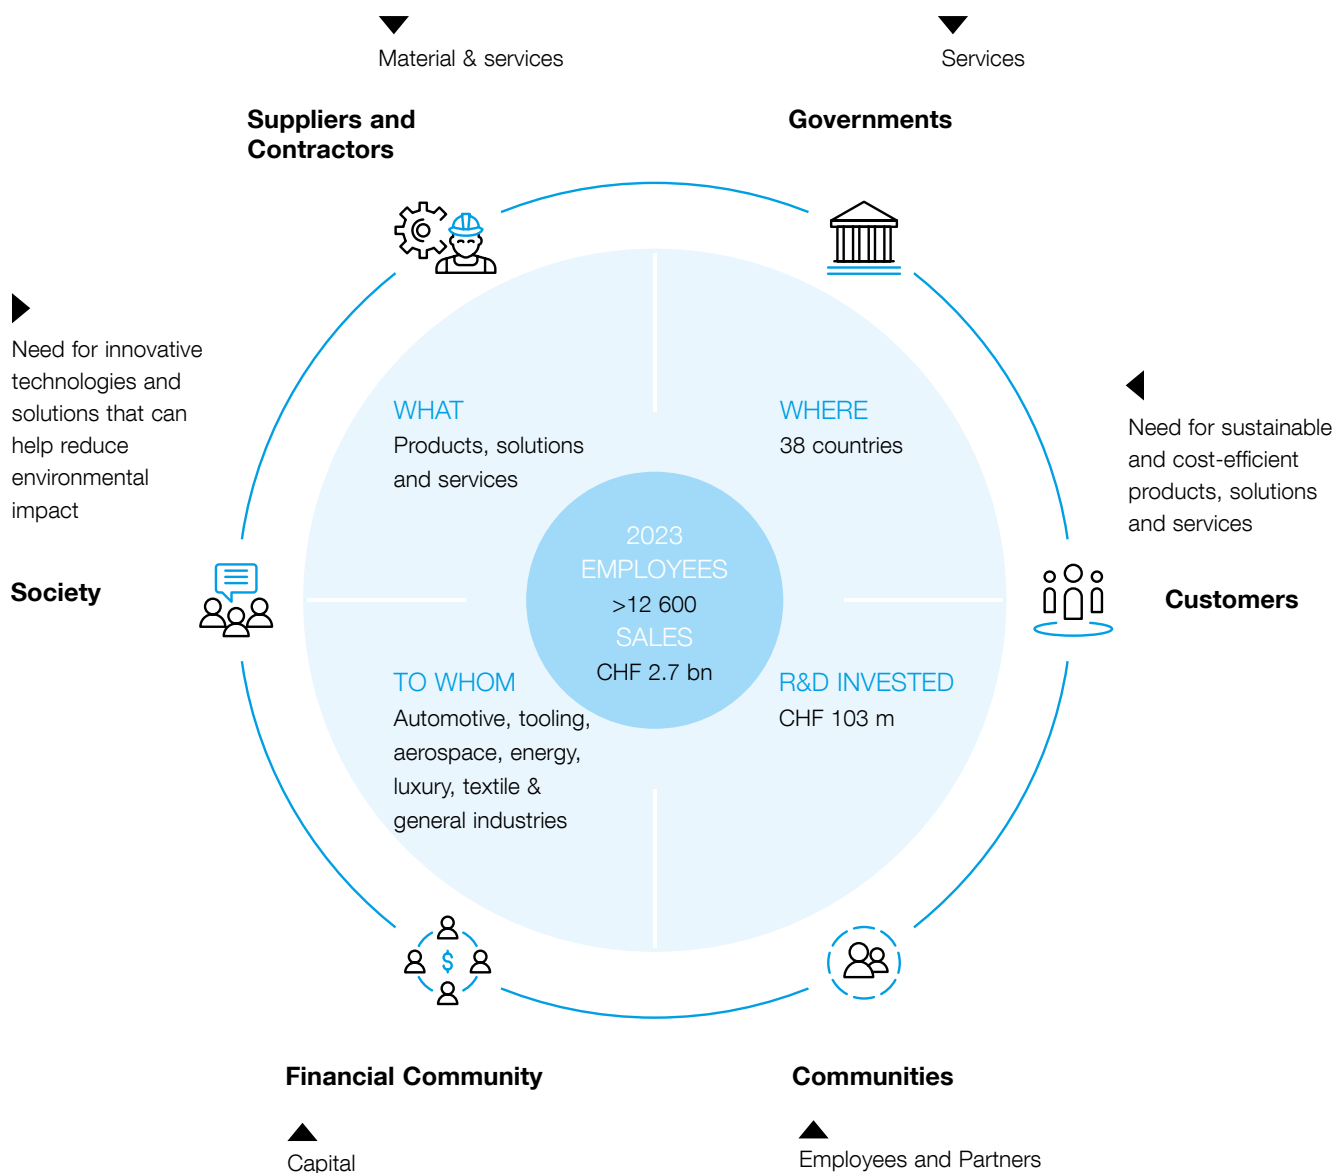 Material & services
Services
Suppliers and
Contractors
Governments
Need for innovative
technologies and
solutions that can
help reduce
environmental
impact
Society
WHAT
Products, solutions
and services
WHERE
38 countries
Need for sustainable
and cost-efficient
products, solutions
and services
Customers
2023
EMPLOYEES
>12 600
SALES
CHF 2.7 bn
TO WHOM
Automotive, tooling,
aerospace, energy,
luxury, textile &
general industries
R&D INVESTED
CHF 103 m
$
Financial Community
Communities
Capital
Employees and Partners